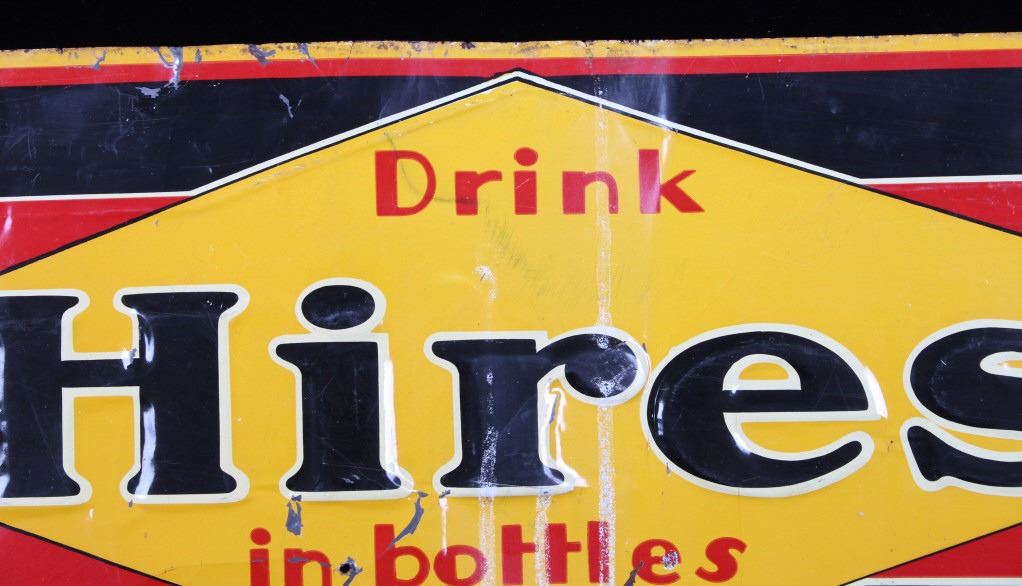 Drink
Hires
in bottles